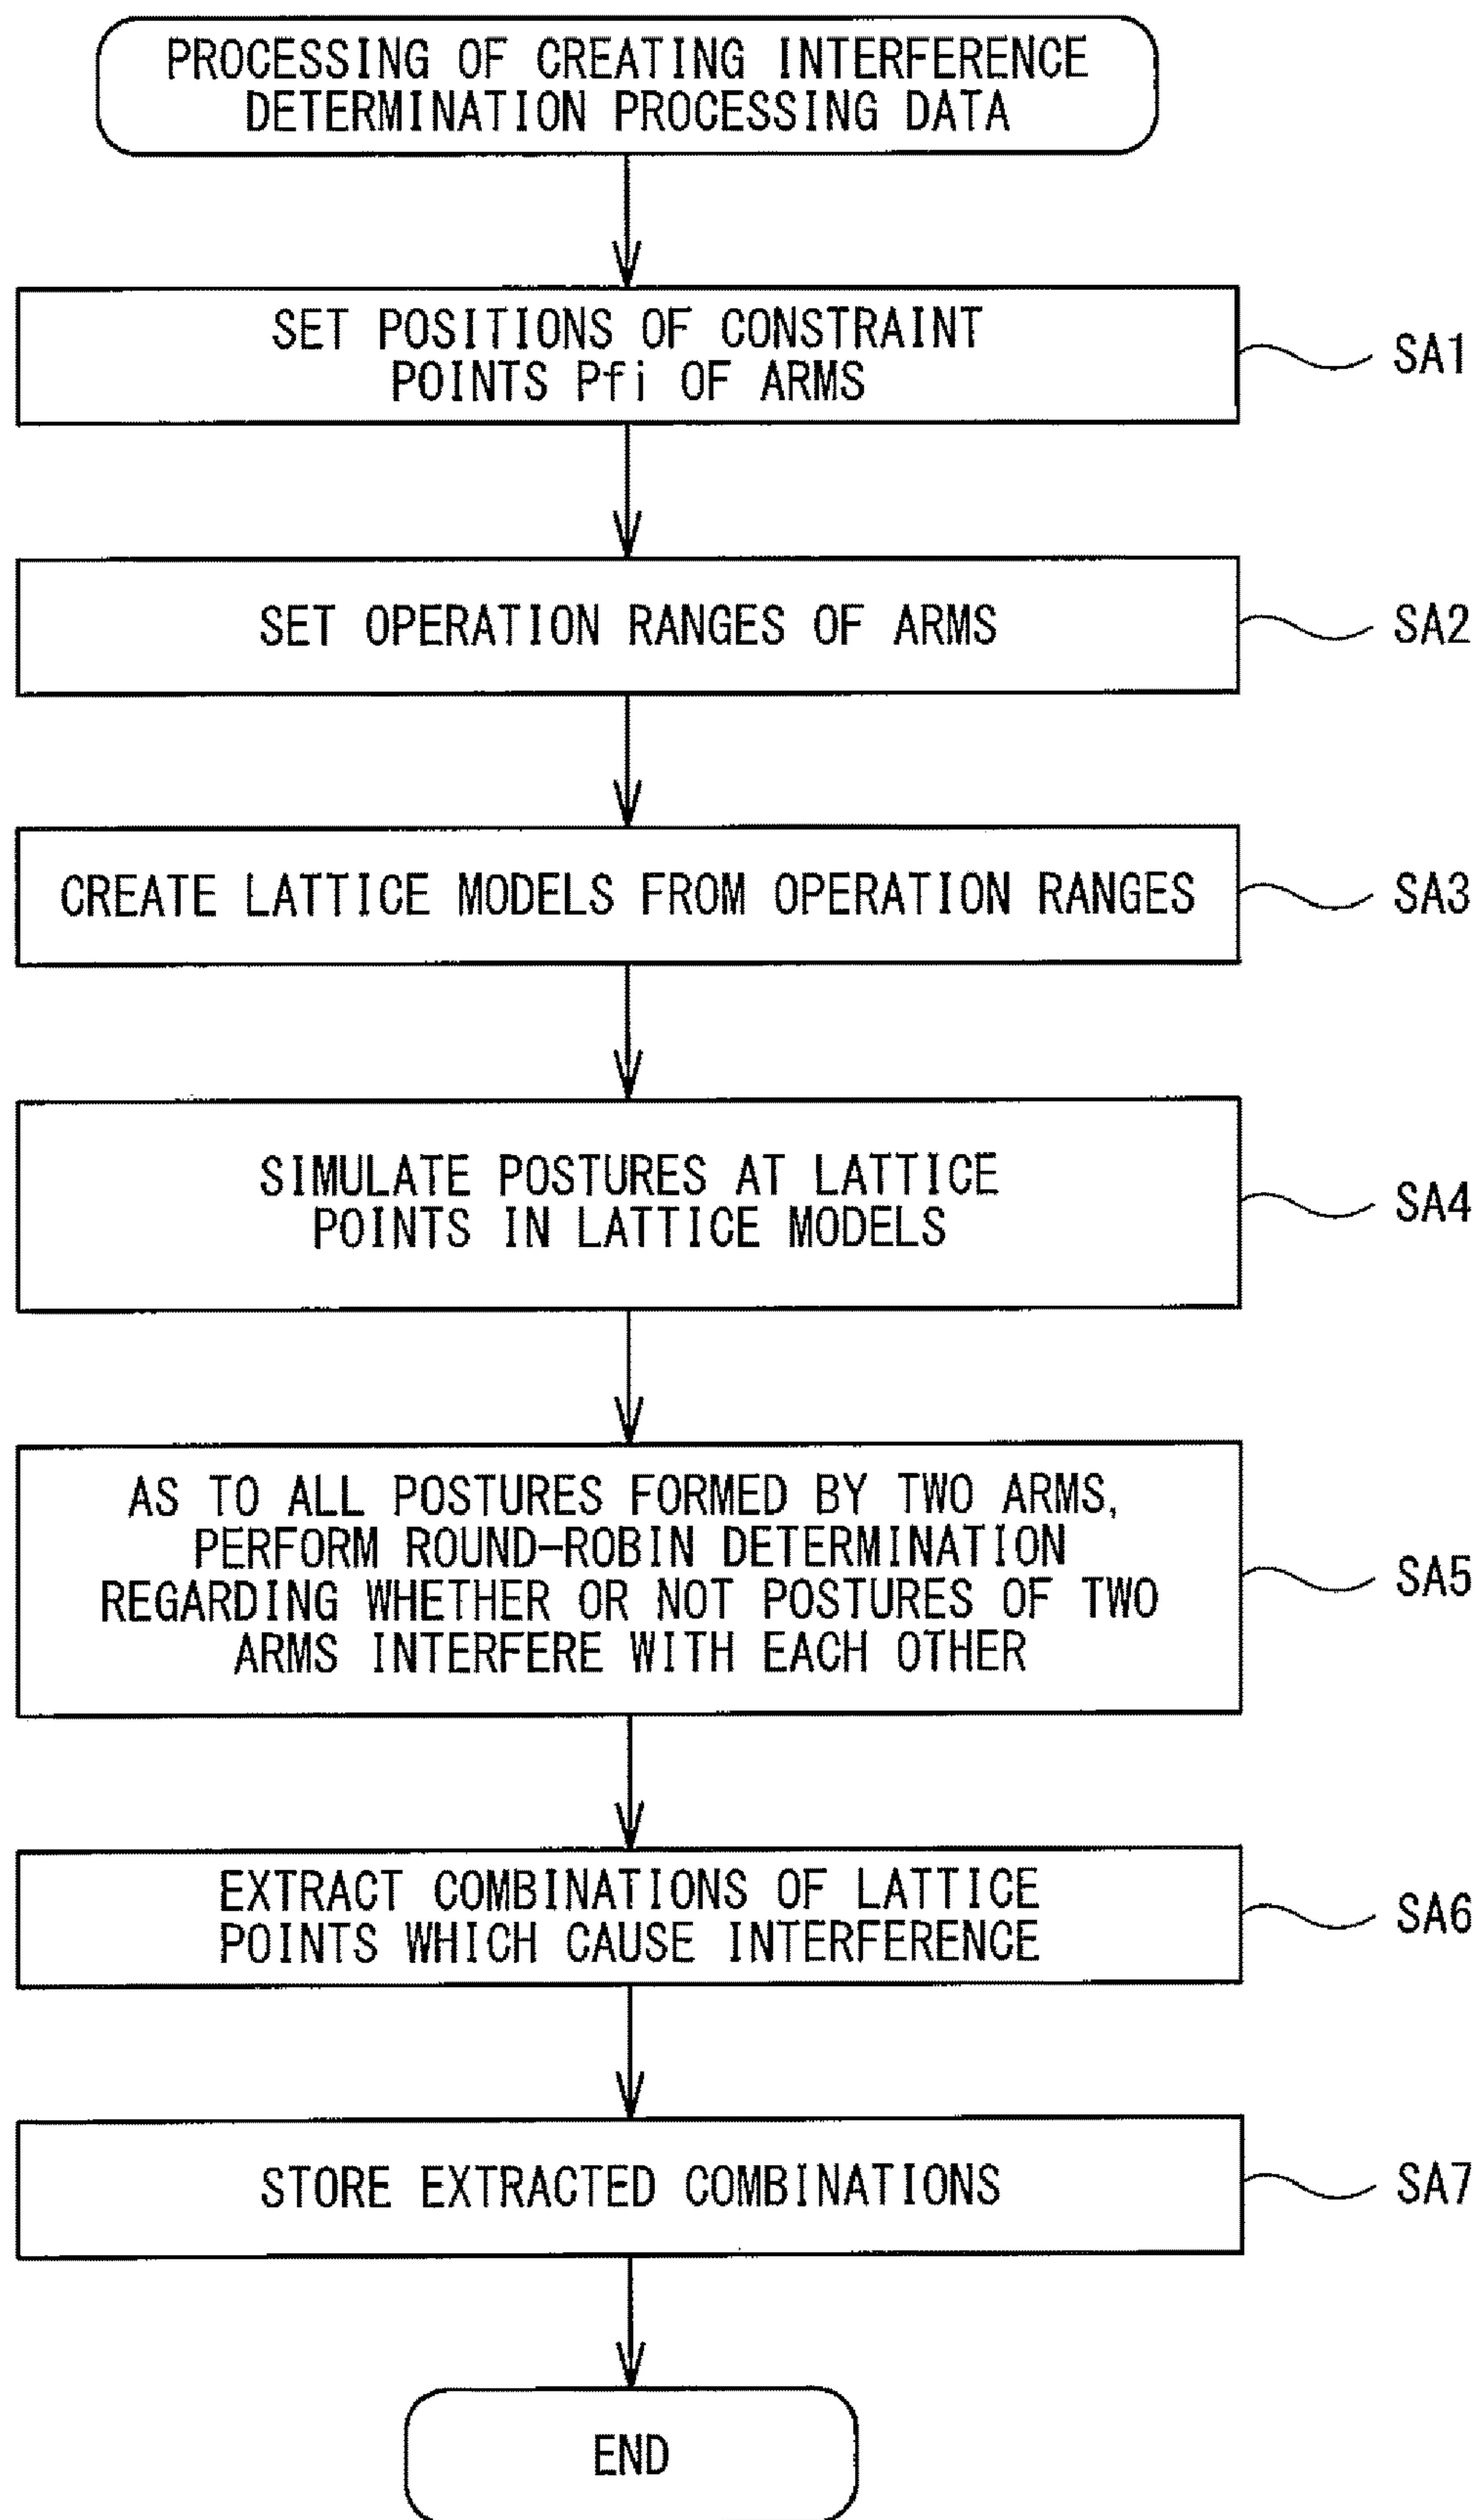 PROCESSING OF CREATING INTERFERENCE
DETERMINATION PROCESSING DATA
SET POSITIONS OF CONSTRAINT
POINTS Pfi OF ARMS
SA1
SET OPERATION RANGES OF ARMS
SA2
CREATE LATTICE MODELS FROM OPERATION RANGES
SA3
SIMULATE POSTURES AT LATTICE
POINTS IN LATTICE MODELS
SA4
AS TO ALL POSTURES FORMED BY TWO ARMS,
PERFORM ROUND-ROBIN DETERMINATION
REGARDING WHETHER OR NOT POSTURES OF TWO
ARMS INTERFERE WITH EACH OTHER
SA5
EXTRACT COMBINATIONS OF LATTICE
POINTS WHICH CAUSE INTERFERENCE
SA6
STORE EXTRACTED COMBINATIONS
SA7
END